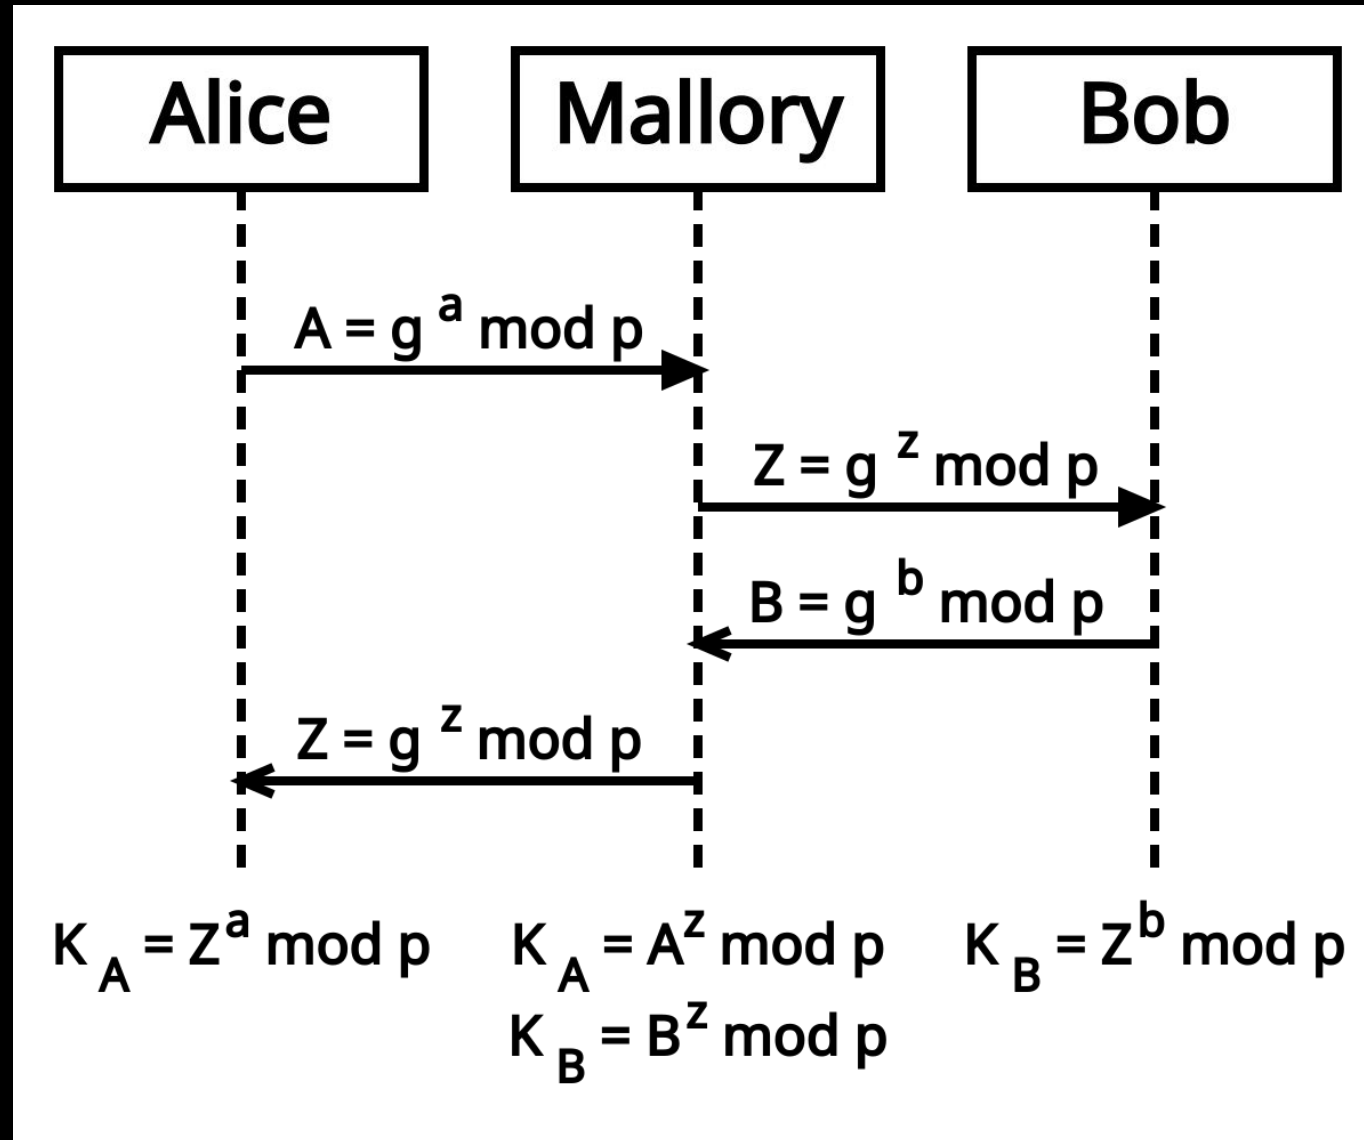 Alice Mallory Bob
A = g ᵃ mod p
Z = g ᶻ mod p
B = g ᵇ mod p
Z = g ᶻ mod p
K A = Zᵃ mod p K A = Aᶻ mod p K B = Zᵇ mod p
K B = Bᶻ mod p